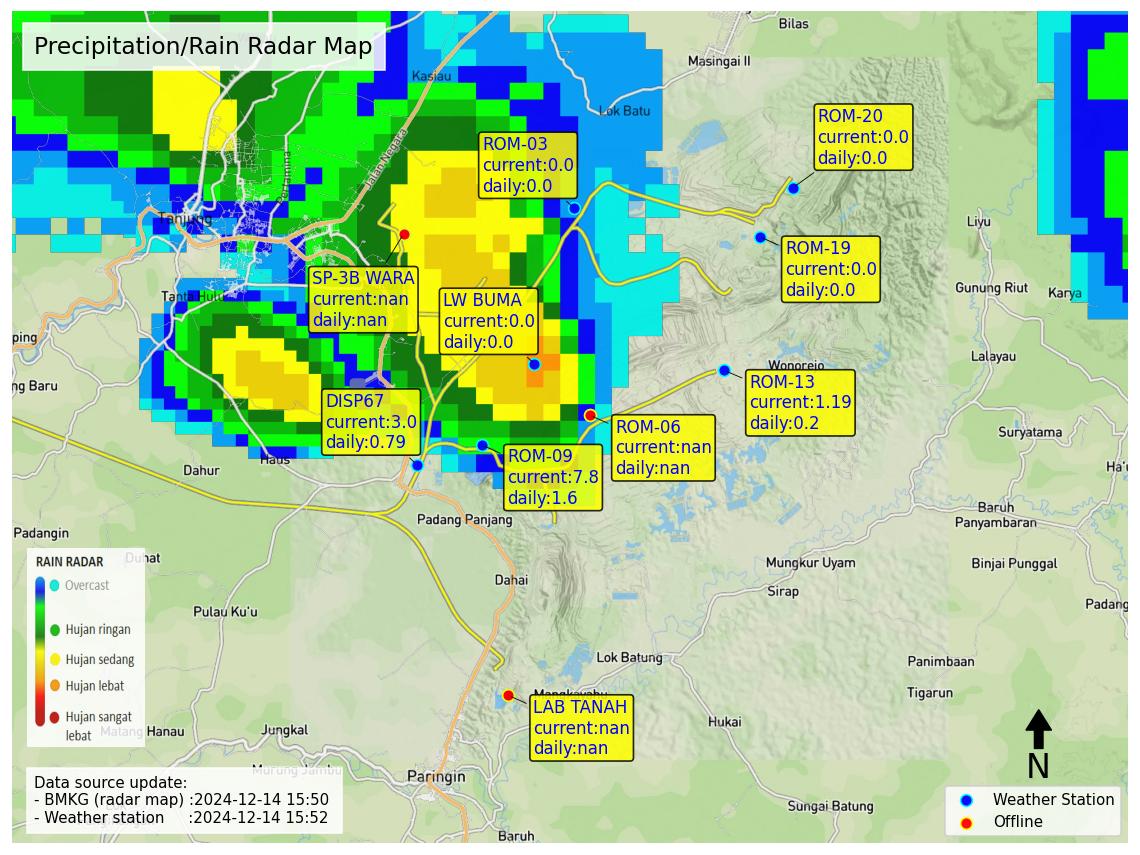 Precipitation/Rain Radar Map
Bilas
Masingai II
Kasiau
Lok Batu
ROM-20
current:0.0
daily:0.0
ROM-03
current:0.0
daily:0.0
Jalan Negara
Pertamina
Tanjung
Liyu
ROM-19
current:0.0
daily:0.0
SP-3B WARA
current:nan
daily:nan
LW BUMA
current:0.0
daily:0.0
Tanta Hulu
Gunung Riut
Karya
ping
Lalayau
Wonorejo
ng Baru
ROM-13
current:1.19
daily:0.2
DISP67
current:3.0
daily:0.79
ROM-06
current:nan
daily:nan
Suryatama
Haus
Dahur
ROM-09
current:7.8
daily:1.6
Ha'u
Padang Panjang
Baruh
Panyambaran
Padangin
Duhat
Mungkur Uyam
Binjai Punggal
Dahai
Sirap
Padang
Pulau Ku'u
RAIN RADAR
Overcast
Hujan ringan
Hujan sedang
Hujan lebat
Hujan sangat
lebat
Lok Batung
Panimbaan
Tigarun
Mangkayahu
LAB TANAH
current:nan
daily:nan
Hukai
Matang Hanau
Jungkal
Murung Jambu
Paringin
N
Sungai Batung
Baruh
Data source update:
- BMKG (radar map) :2024-12-14 15:50
- Weather station :2024-12-14 15:52
Weather Station
Offline